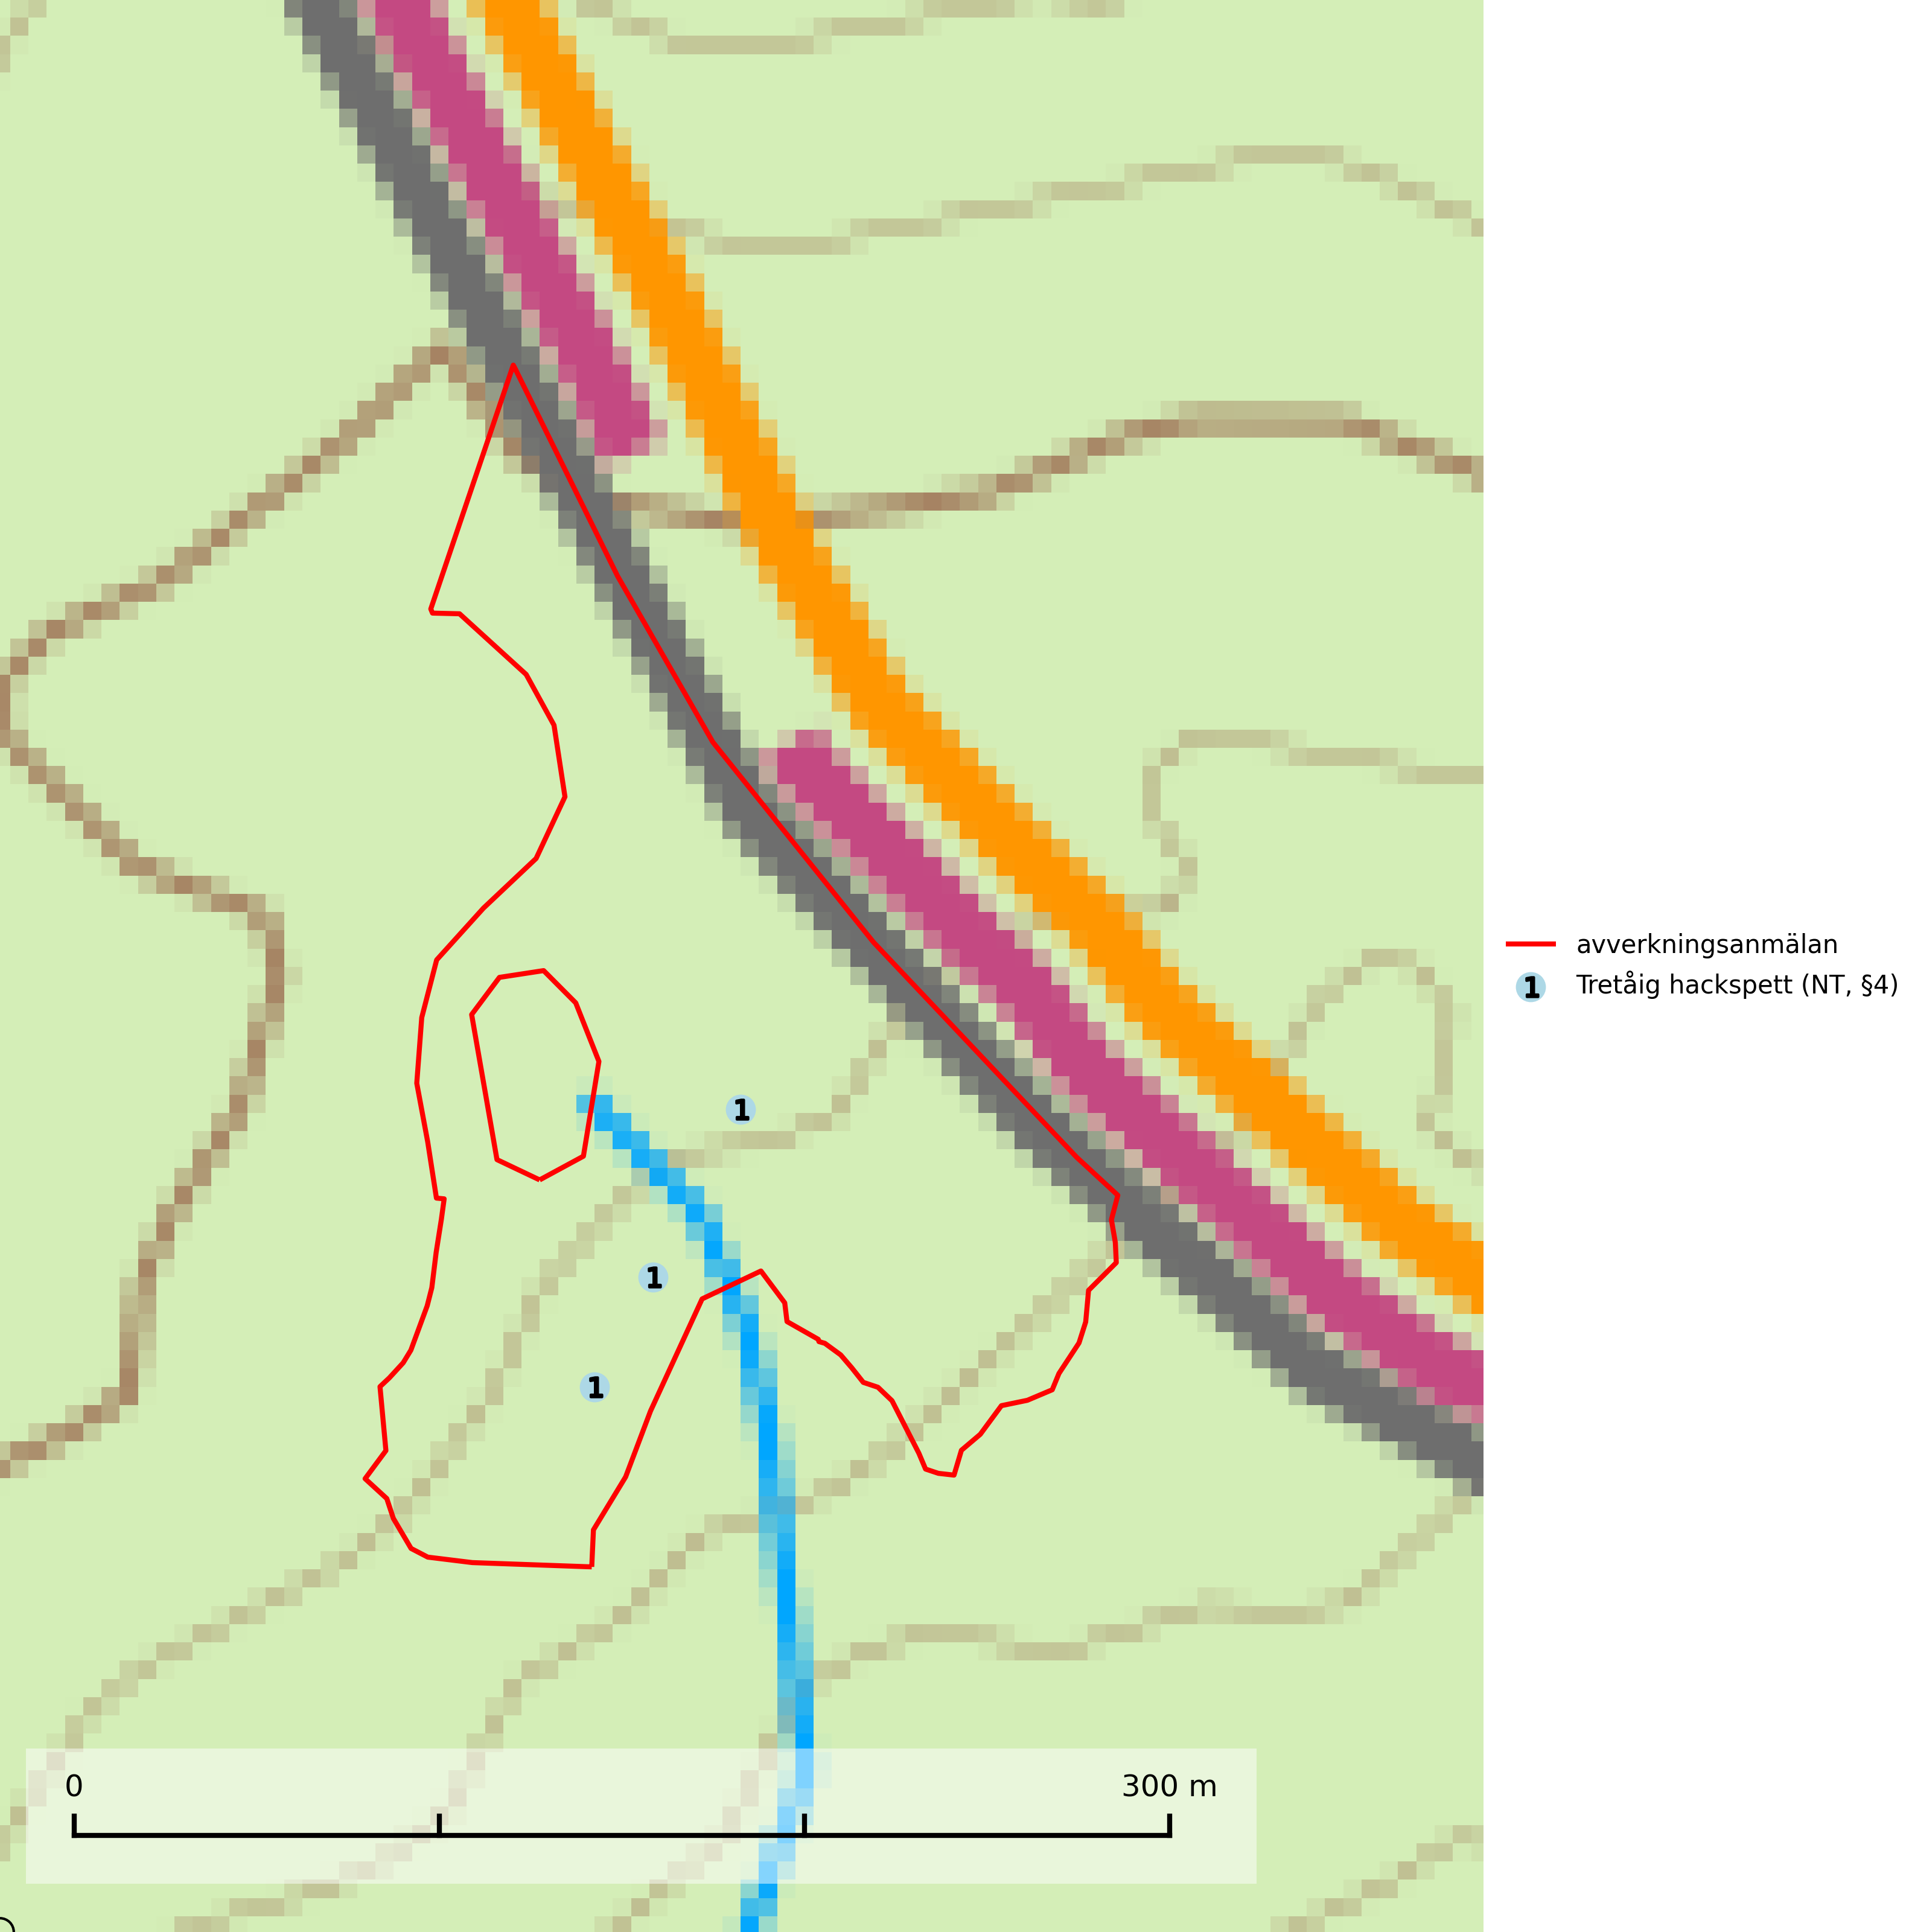 avverkningsanmälan
1 Tretåig hackspett (NT, §4)
1
1
1
0 300 m